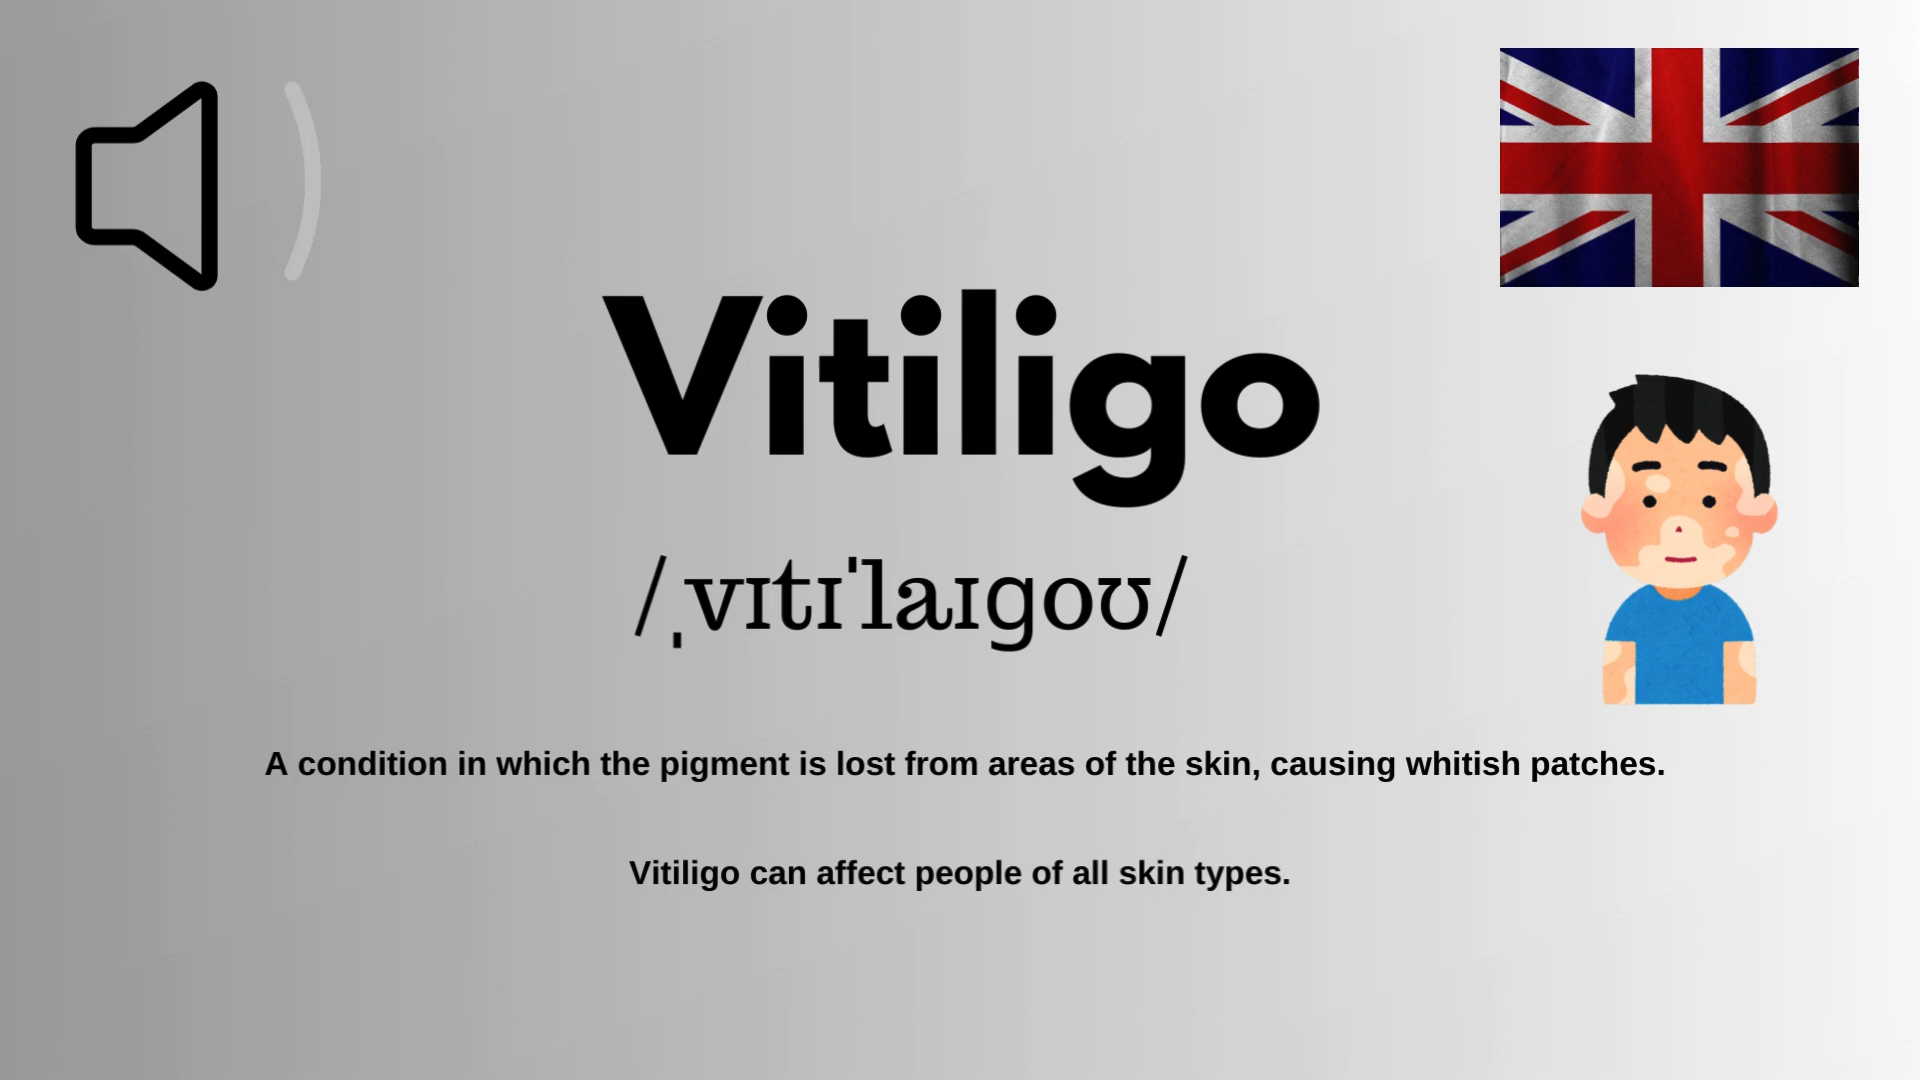 Vitiligo
/ˌvɪtɪˈlaɪɡoʊ/
A condition in which the pigment is lost from areas of the skin, causing whitish patches.
Vitiligo can affect people of all skin types.